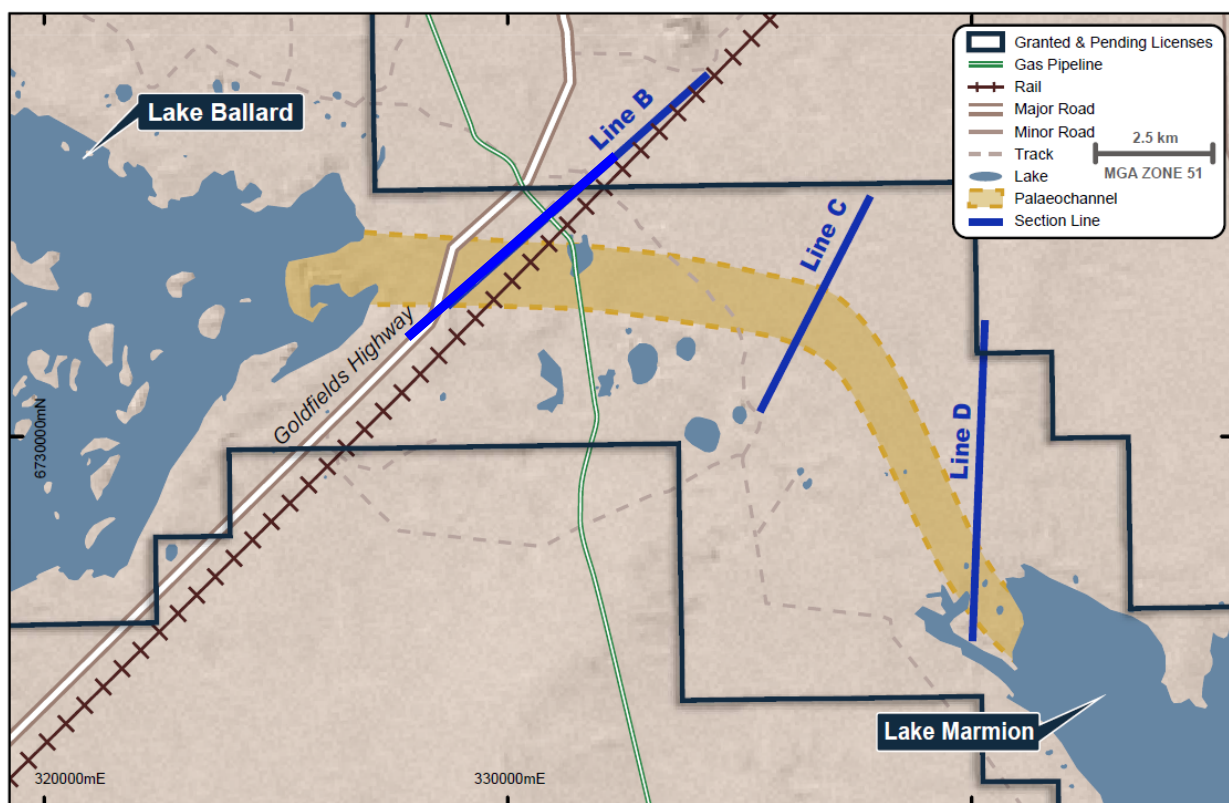 Lake Ballard
Line B
Line C
Line D
Goldfields Highway
Lake Marmion
6730000mN
320000mE
330000mE
Granted & Pending Licenses
Gas Pipeline
Rail
Major Road
Minor Road
Track
Lake
Palaeochannel
Section Line
2.5 km
MGA ZONE 51